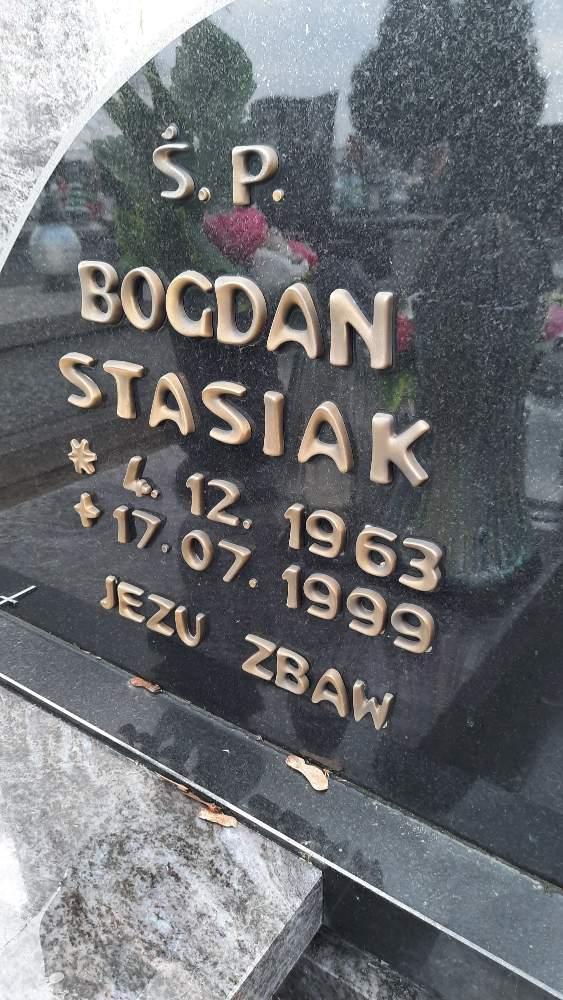 Ś. P.
BOGDAN
STASIAK
* 4. 12. 1963
+ 17. 07. 1999
JEZU ZBAW